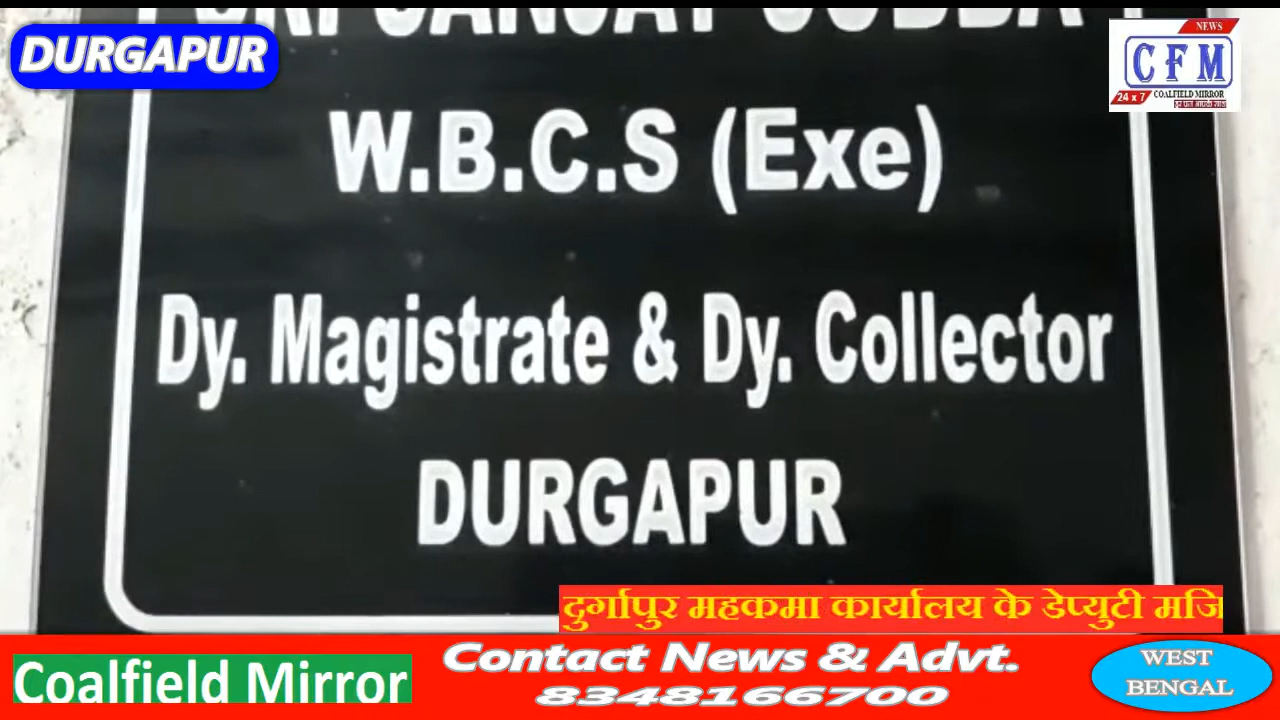 DURGAPUR
NEWS
CFM
24 x 7 COALFIELD MIRROR
W.B.C.S (Exe)
Dy. Magistrate & Dy. Collector
DURGAPUR
दुर्गापुर महकमा कार्यालय के डेप्युटी मजि
Coalfield Mirror
Contact News & Advt.
8348166700
WEST
BENGAL